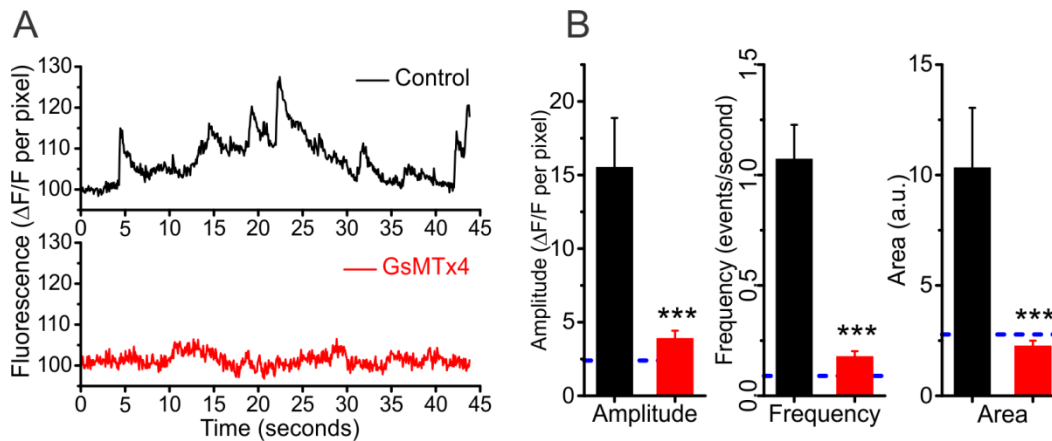 A
Fluorescence (ΔF/F per pixel)
130
120
110
100
Control
0 5 10 15 20 25 30 35 40 45
130
120
110
100
GsMTx4
0 5 10 15 20 25 30 35 40 45
Time (seconds)
B
Amplitude (ΔF/F per pixel)
20
15
10
5
0
***
Amplitude
Frequency (events/second)
1.5
1.0
0.5
0.0
***
Frequency
Area (a.u.)
15
10
5
0
***
Area